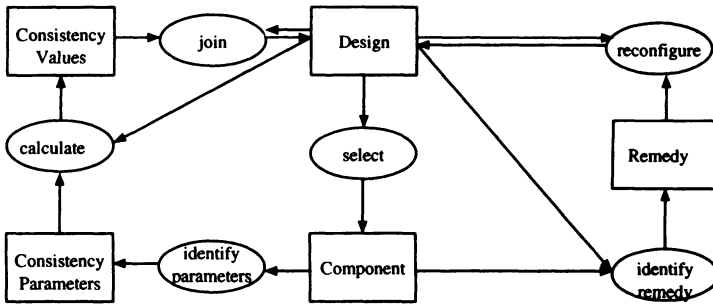 Consistency
Values
join
Design
reconfigure
calculate
select
Remedy
Consistency
Parameters
identify
parameters
Component
identify
remedy